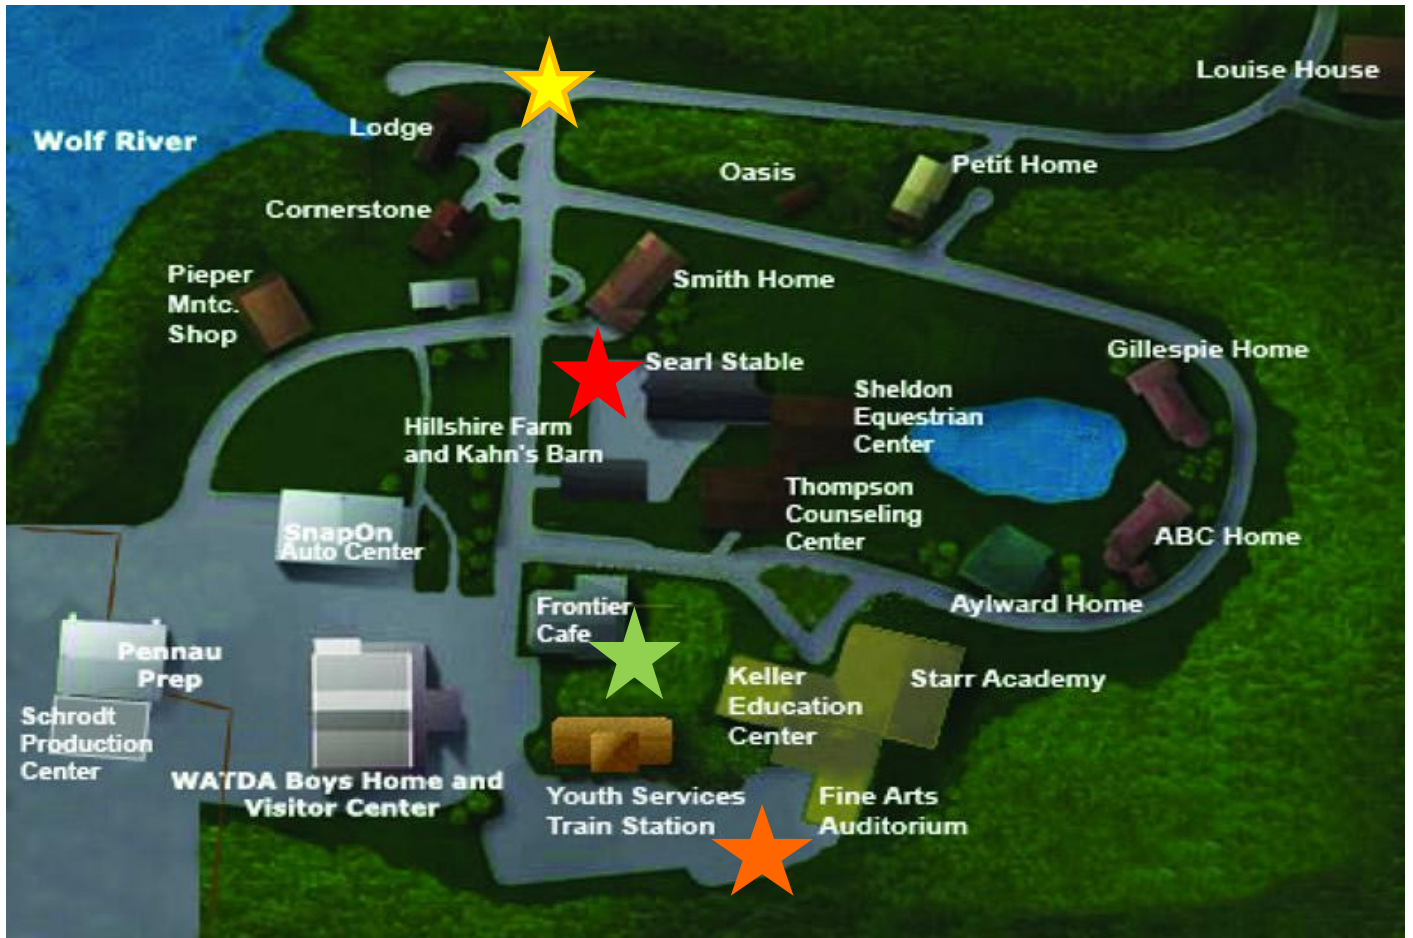 Louise House
Lodge
Wolf River
Oasis
Petit Home
Cornerstone
Pieper
Mntc.
Shop
Smith Home
Gillespie Home
Searl Stable
Sheldon
Equestrian
Center
Hillshire Farm
and Kahn's Barn
Thompson
Counseling
Center
SnapOn
Auto Center
ABC Home
Frontier
Cafe
Aylward Home
Pennau
Prep
Keller
Education
Center
Starr Academy
Schrodt
Production
Center
WATDA Boys Home and
Visitor Center
Youth Services
Train Station
Fine Arts
Auditorium